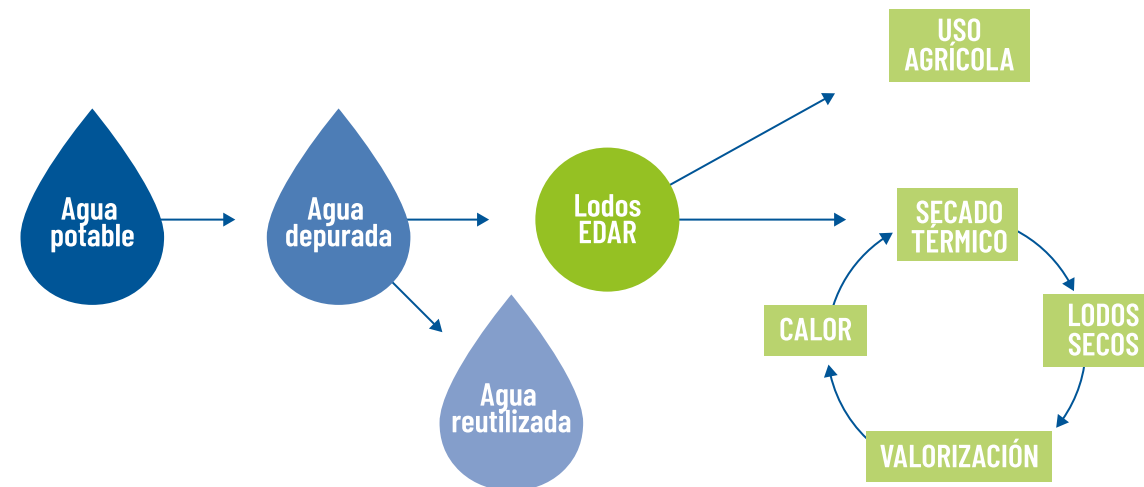 USO
AGRÍCOLA
Agua
potable
Agua
depurada
Lodos
EDAR
SECADO
TÉRMICO
CALOR
LODOS
SECOS
Agua
reutilizada
VALORIZACIÓN